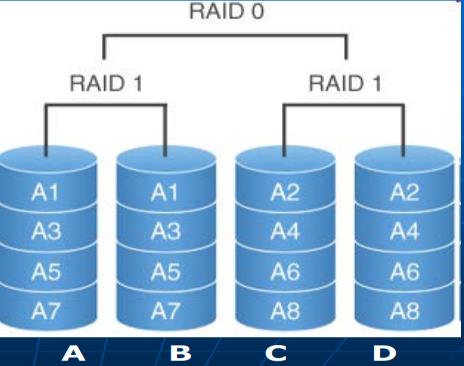 RAID 0
RAID 1 RAID 1
A1 A1 A2 A2
A3 A3 A4 A4
A5 A5 A6 A6
A7 A7 A8 A8
A B C D